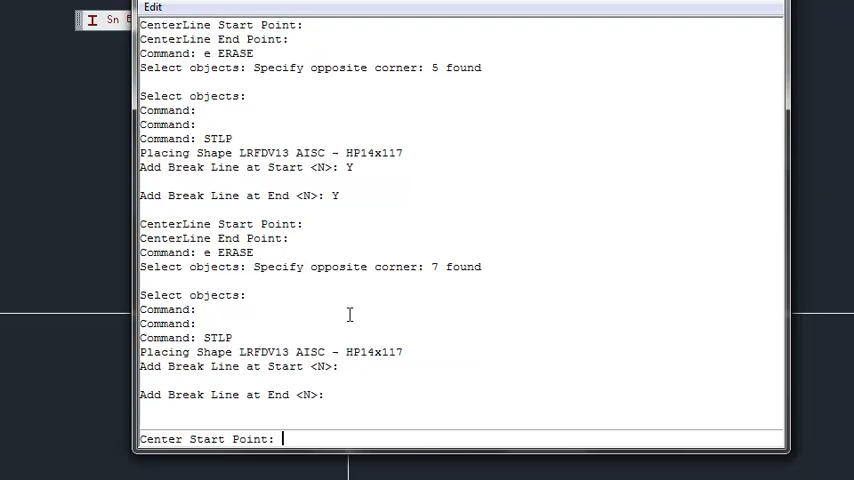 Edit
Sn
CenterLine Start Point:
CenterLine End Point:
Command: e ERASE
Select objects: Specify opposite corner: 5 found
Select objects:
Command:
Command:
Command: STLP
Placing Shape LRFDV13 AISC - HP14x117
Add Break Line at Start <N>: Y
Add Break Line at End <N>: Y
CenterLine Start Point:
CenterLine End Point:
Command: e ERASE
Select objects: Specify opposite corner: 7 found
Select objects:
Command:
Command:
Command: STLP
Placing Shape LRFDV13 AISC - HP14x117
Add Break Line at Start <N>:
Add Break Line at End <N>:
Center Start Point: